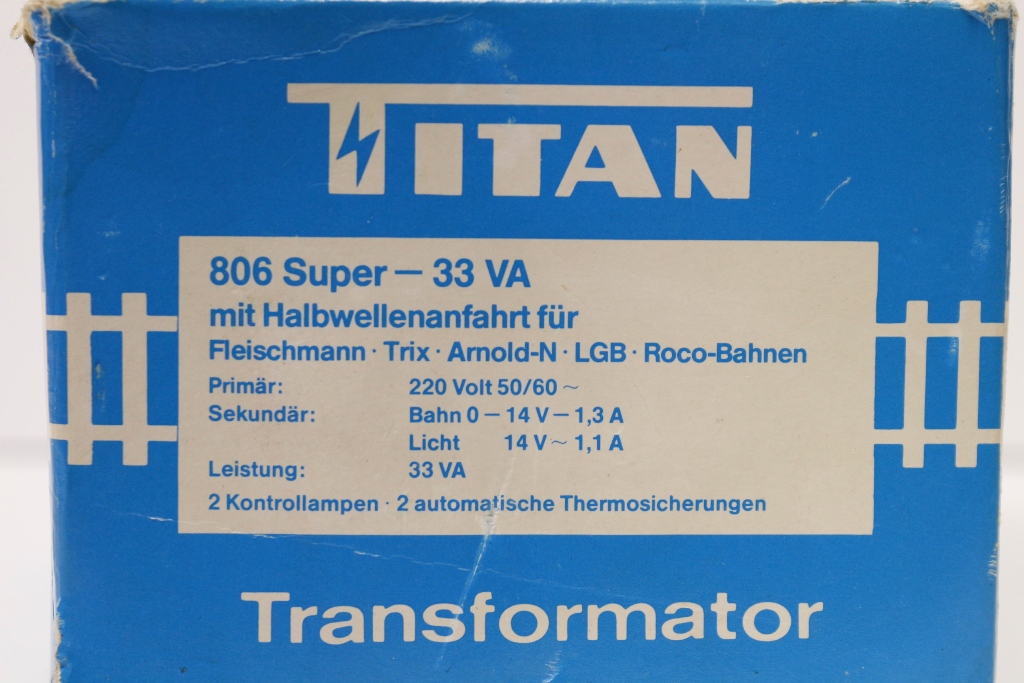 TITAN
806 Super – 33 VA
mit Halbwellenanfahrt für
Fleischmann · Trix · Arnold-N · LGB · Roco-Bahnen
Primär: 220 Volt 50/60 ~
Sekundär: Bahn 0 – 14 V – 1,3 A
Licht 14 V ~ 1,1 A
Leistung: 33 VA
2 Kontrollampen · 2 automatische Thermosicherungen
Transformator